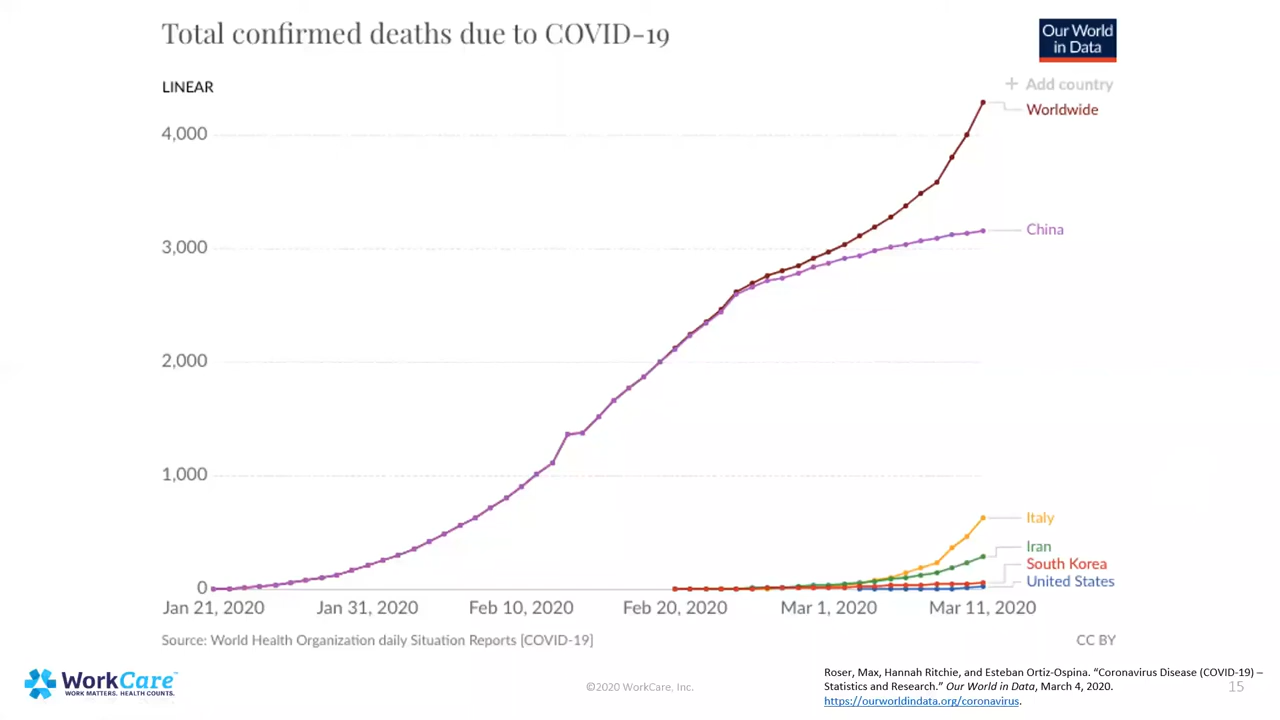 Total confirmed deaths due to COVID-19
Our World
in Data
LINEAR
+ Add country
Worldwide
4,000
3,000
China
2,000
1,000
Italy
Iran
South Korea
United States
0
Jan 21, 2020 Jan 31, 2020 Feb 10, 2020 Feb 20, 2020 Mar 1, 2020 Mar 11, 2020
Source: World Health Organization daily Situation Reports [COVID-19]
CC BY
WorkCare™
WORK MATTERS. HEALTH COUNTS.
©2020 WorkCare, Inc.
Roser, Max, Hannah Ritchie, and Esteban Ortiz-Ospina. “Coronavirus Disease (COVID-19) –
Statistics and Research.” Our World in Data, March 4, 2020.
https://ourworldindata.org/coronavirus.
15